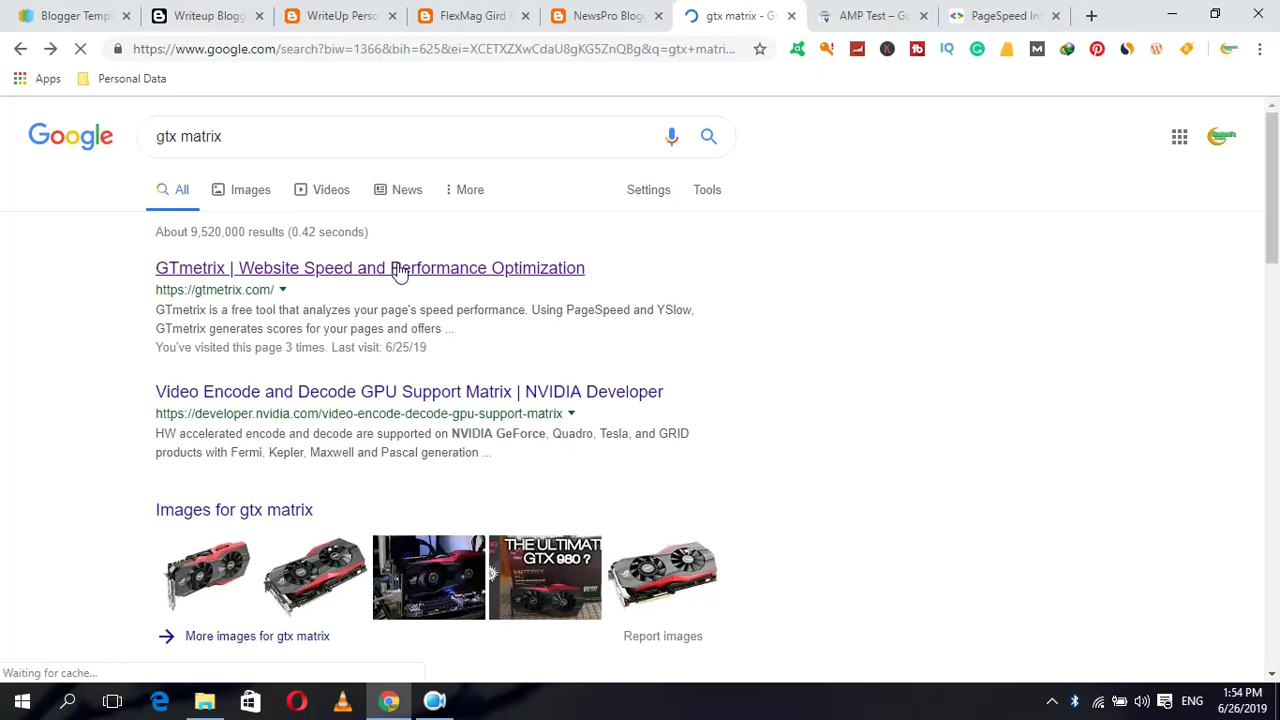 Blogger Templ
Writeup Blogg
WriteUp Perso
FlexMag Gird R
NewsPro Blogg
gtx matrix - Go
AMP Test – Go
PageSpeed Ins
https://www.google.com/search?biw=1366&bih=625&ei=XCETXZXwCdaU8gKG5ZnQBg&q=gtx+matri...
Apps
Personal Data
Google
gtx matrix
All
Images
Videos
News
More
Settings
Tools
About 9,520,000 results (0.42 seconds)
GTmetrix | Website Speed and Performance Optimization
https://gtmetrix.com/
GTmetrix is a free tool that analyzes your page's speed performance. Using PageSpeed and YSlow,
GTmetrix generates scores for your pages and offers ...
You've visited this page 3 times. Last visit: 6/25/19
Video Encode and Decode GPU Support Matrix | NVIDIA Developer
https://developer.nvidia.com/video-encode-decode-gpu-support-matrix
HW accelerated encode and decode are supported on NVIDIA GeForce, Quadro, Tesla, and GRID
products with Fermi, Kepler, Maxwell and Pascal generation ...
Images for gtx matrix
THE ULTIMAT
GTX 980 ?
More images for gtx matrix
Report images
Waiting for cache...
ENG
1:54 PM
6/26/2019